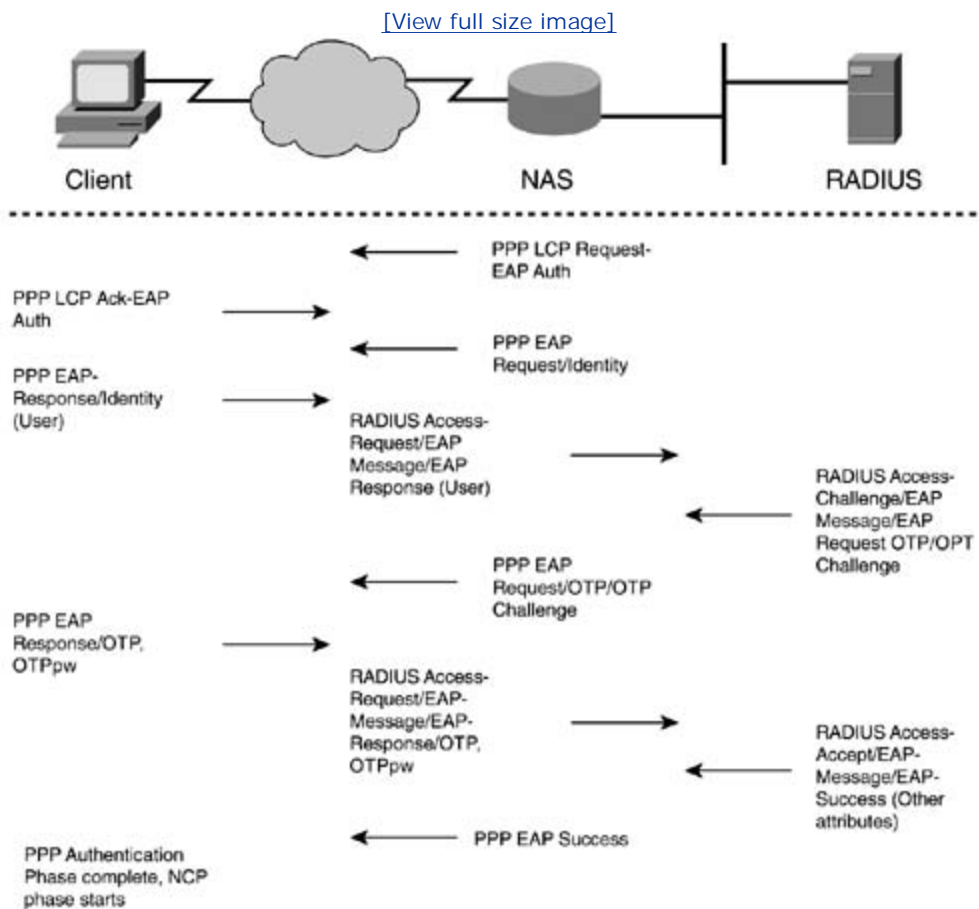 [View full size image]
Client
NAS
RADIUS
PPP LCP Request-
EAP Auth
PPP LCP Ack-EAP
Auth
PPP EAP
Request/Identity
PPP EAP-
Response/Identity
(User)
RADIUS Access-
Request/EAP
Message/EAP
Response (User)
RADIUS Access-
Challenge/EAP
Message/EAP
Request OTP/OPT
Challenge
PPP EAP
Request/OTP/OTP
Challenge
PPP EAP
Response/OTP,
OTPpw
RADIUS Access-
Request/EAP-
Message/EAP-
Response/OTP,
OTPpw
RADIUS Access-
Accept/EAP-
Message/EAP-
Success (Other
attributes)
PPP EAP Success
PPP Authentication
Phase complete, NCP
phase starts